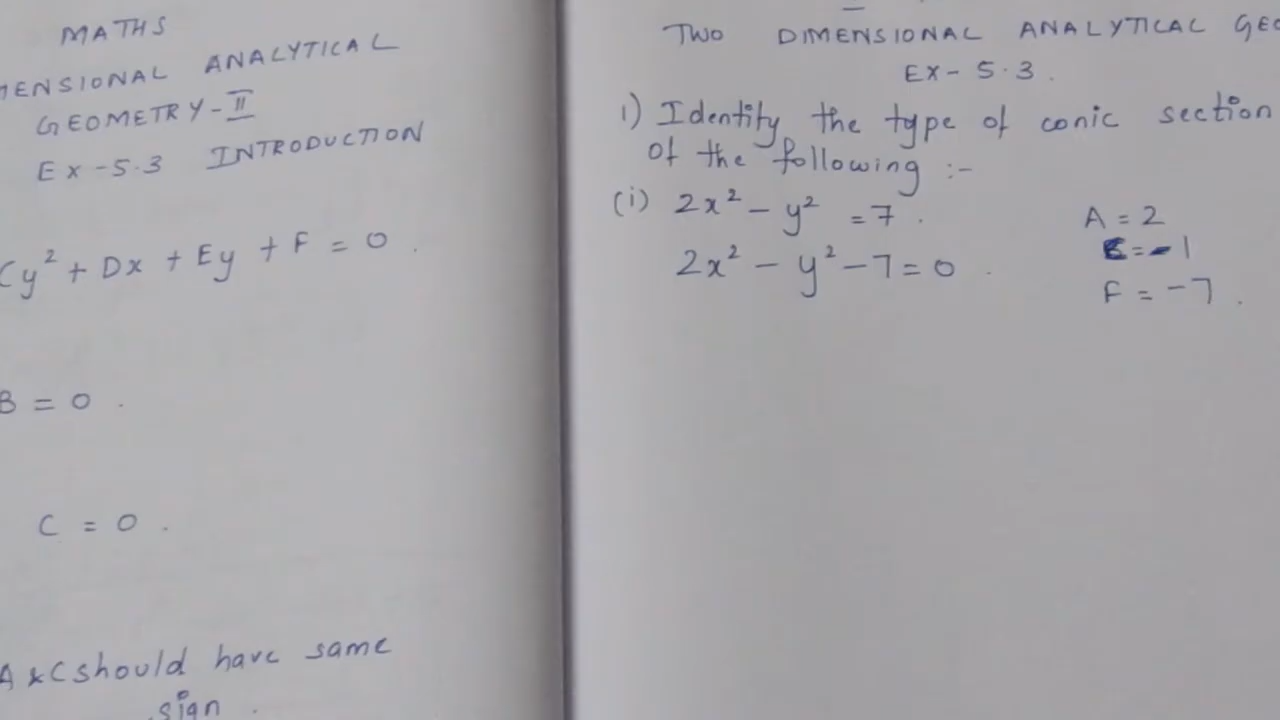 MATHS
MENSIONAL ANALYTICAL
GEOMETRY-II
Ex-5.3 INTRODUCTION
Cy² + Dx + Ey + F = 0.
B = 0.
C = 0.
A & C should have same
sign.
TWO DIMENSIONAL ANALYTICAL GEO
EX-5.3.
1) Identify the type of conic section
of the following :-
(i) 2x² - y² = 7.
2x² - y² - 7 = 0.
A = 2
C = -1
F = -7.